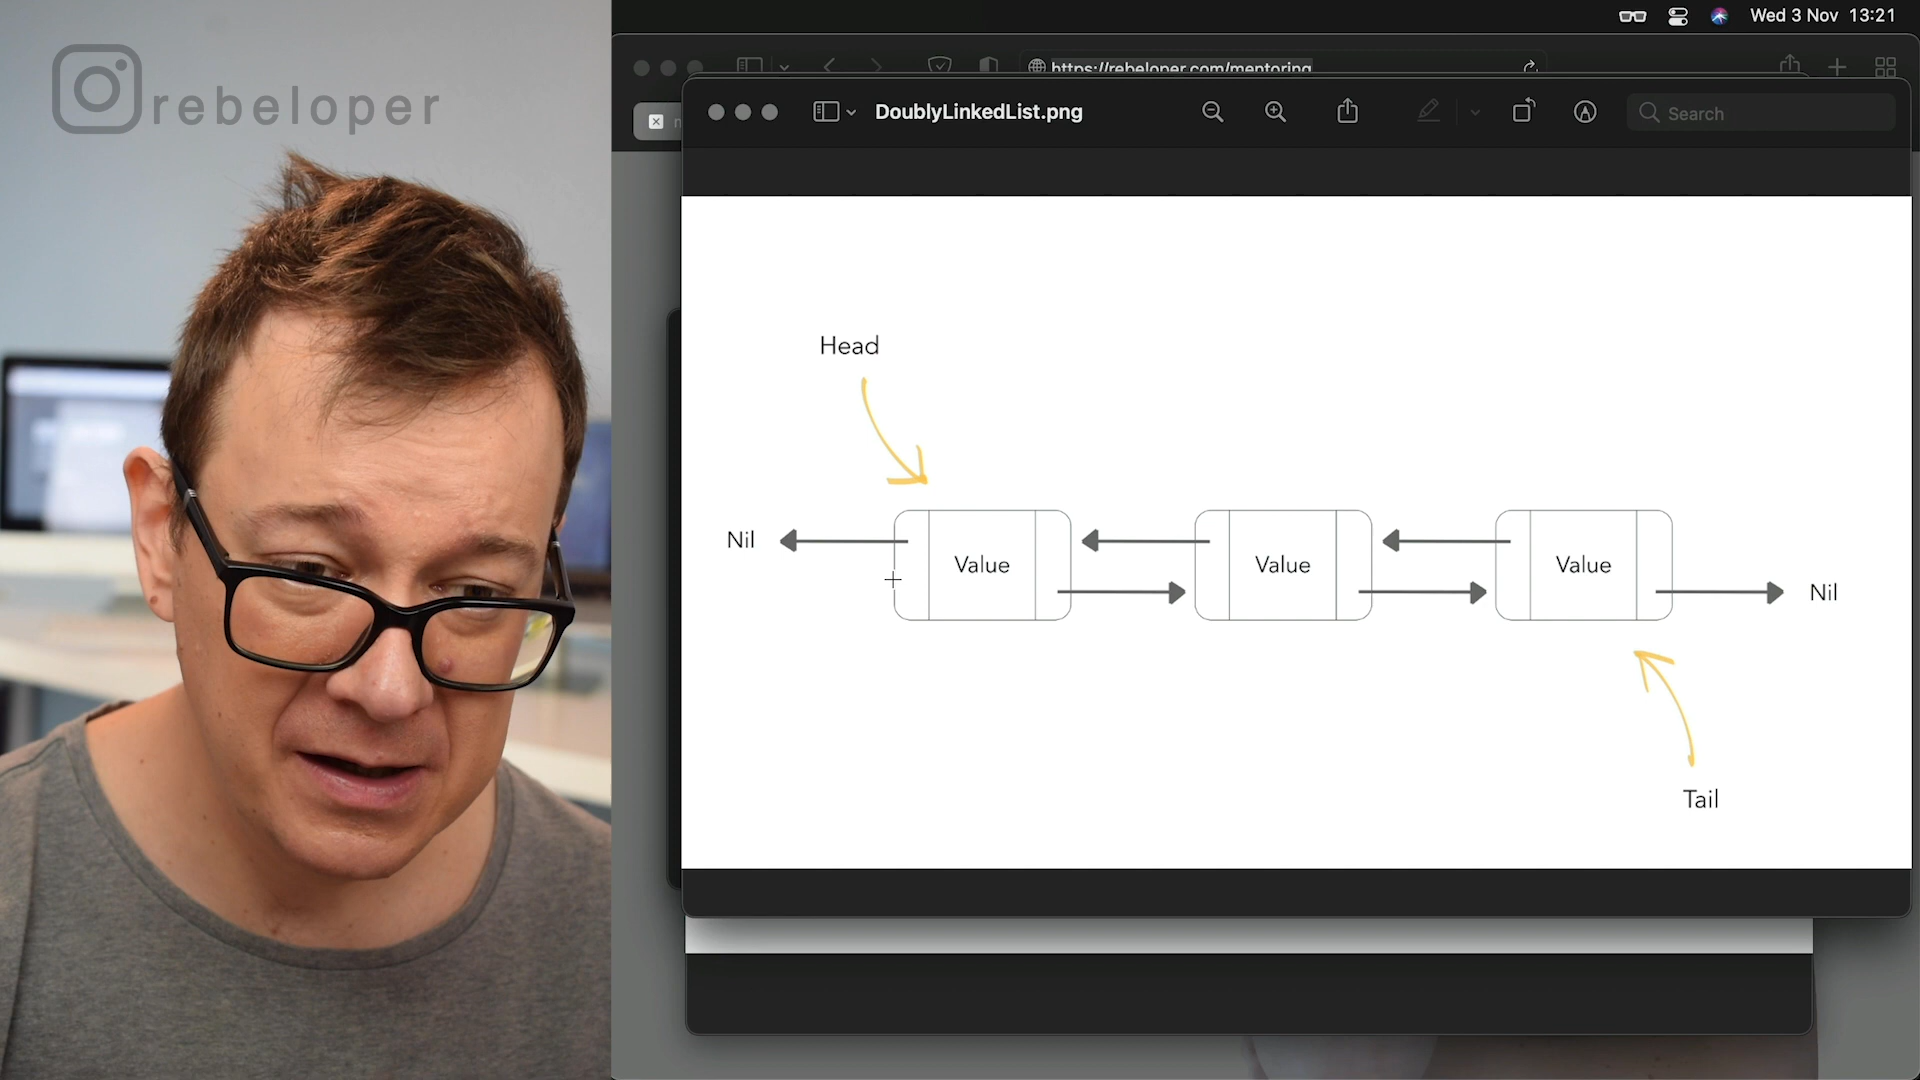 Wed 3 Nov 13:21
rebeloper
https://rebeloper.com/mentoring
DoublyLinkedList.png
Search
Head
Nil
Value
Value
Value
Nil
Tail